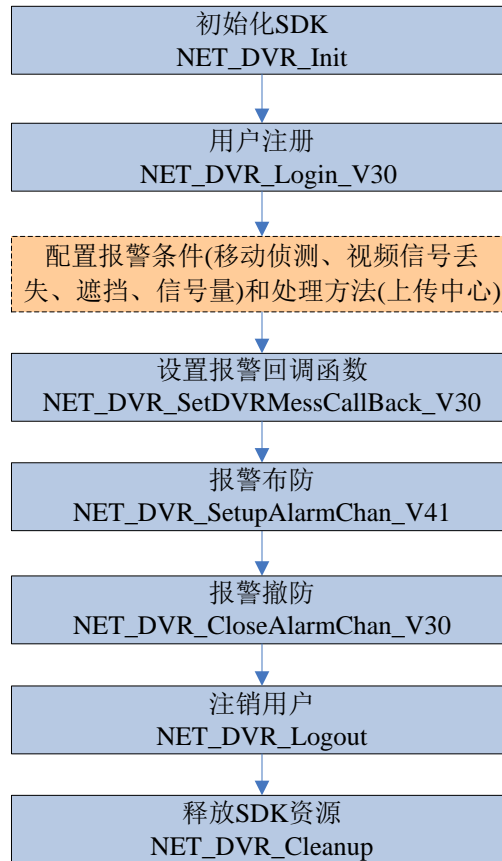 初始化SDK
NET_DVR_Init
用户注册
NET_DVR_Login_V30
配置报警条件(移动侦测、视频信号丢
失、遮挡、信号量)和处理方法(上传中心)
设置报警回调函数
NET_DVR_SetDVRMessCallBack_V30
报警布防
NET_DVR_SetupAlarmChan_V41
报警撤防
NET_DVR_CloseAlarmChan_V30
注销用户
NET_DVR_Logout
释放SDK资源
NET_DVR_Cleanup